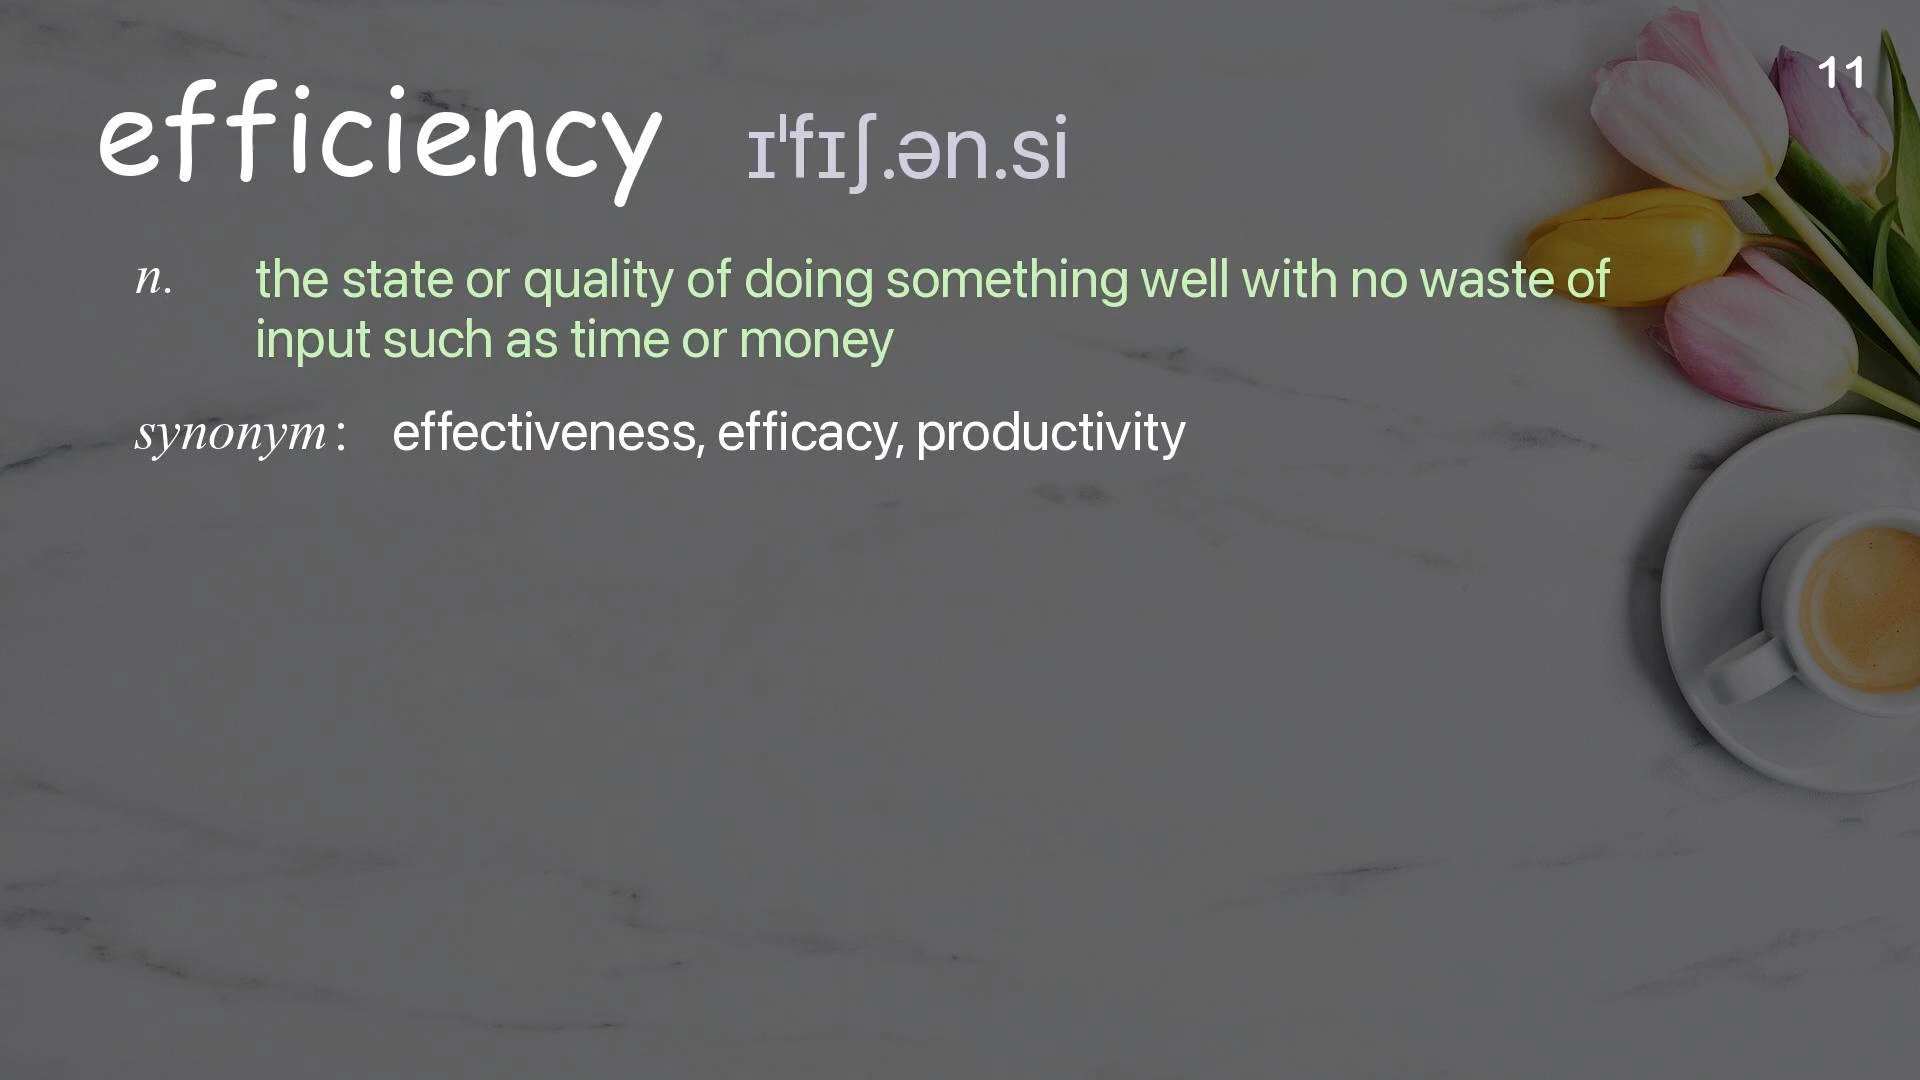 11
efficiency ɪˈfɪʃ.ən.si
n. the state or quality of doing something well with no waste of
input such as time or money
synonym : effectiveness, efficacy, productivity